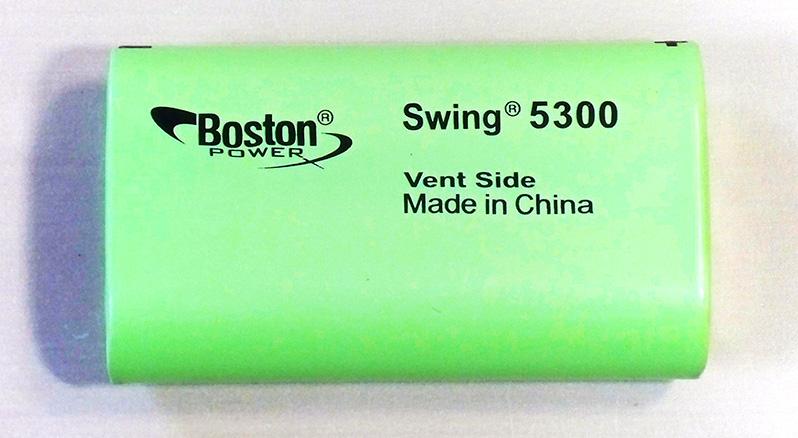 Boston®
POWER
Swing® 5300
Vent Side
Made in China